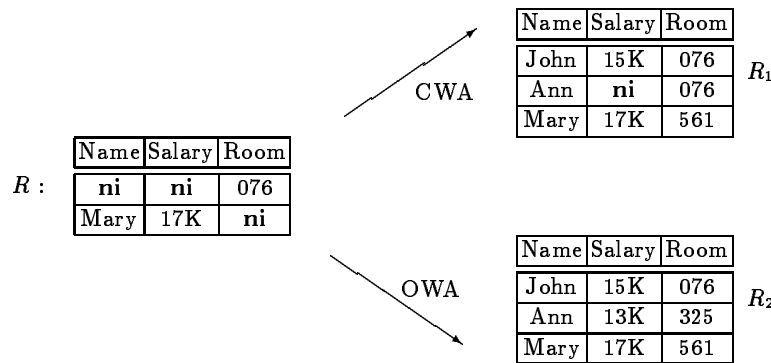 Name Salary Room
John 15K 076
Ann ni 076
Mary 17K 561
R₁
CWA
R :
Name Salary Room
ni ni 076
Mary 17K ni
OWA
Name Salary Room
John 15K 076
Ann 13K 325
Mary 17K 561
R₂